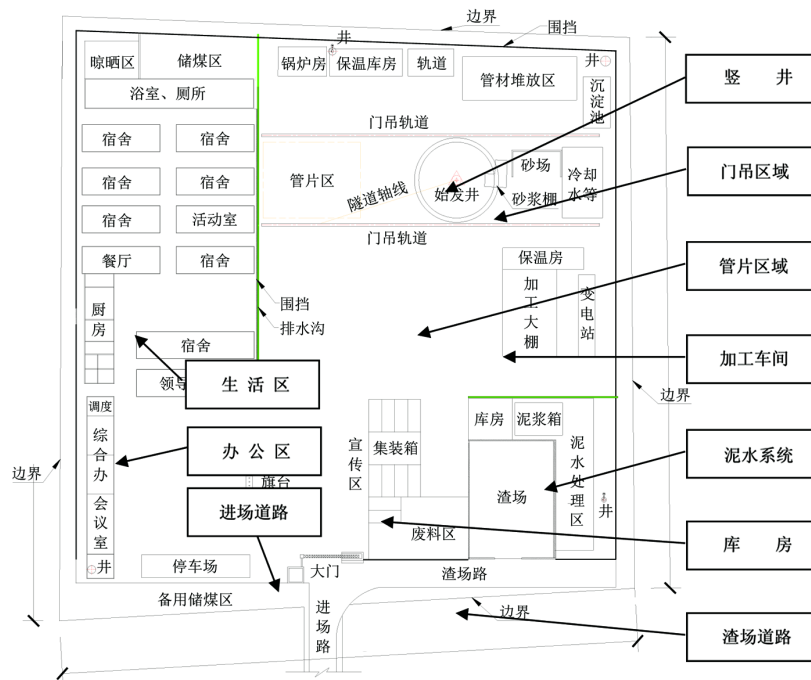 边界
围挡
井
晾晒区
储煤区
锅炉房
保温库房
轨道
管材堆放区
井
沉淀池
竖 井
浴室、厕所
门吊轨道
宿舍
宿舍
砂场
冷却水等
门吊区域
宿舍
宿舍
管片区
隧道轴线
始发井
砂浆棚
宿舍
活动室
门吊轨道
餐厅
宿舍
保温房
管片区域
厨房
围挡
排水沟
加工大棚
变电站
宿舍
加工车间
领导
生 活 区
边界
调度
库房
泥浆箱
综合办
办 公 区
宣传区
集装箱
泥水处理区
泥水系统
边界
旗台
渣场
会议室
进场道路
废料区
井
库 房
井
停车场
大门
渣场路
备用储煤区
进场路
边界
渣场道路